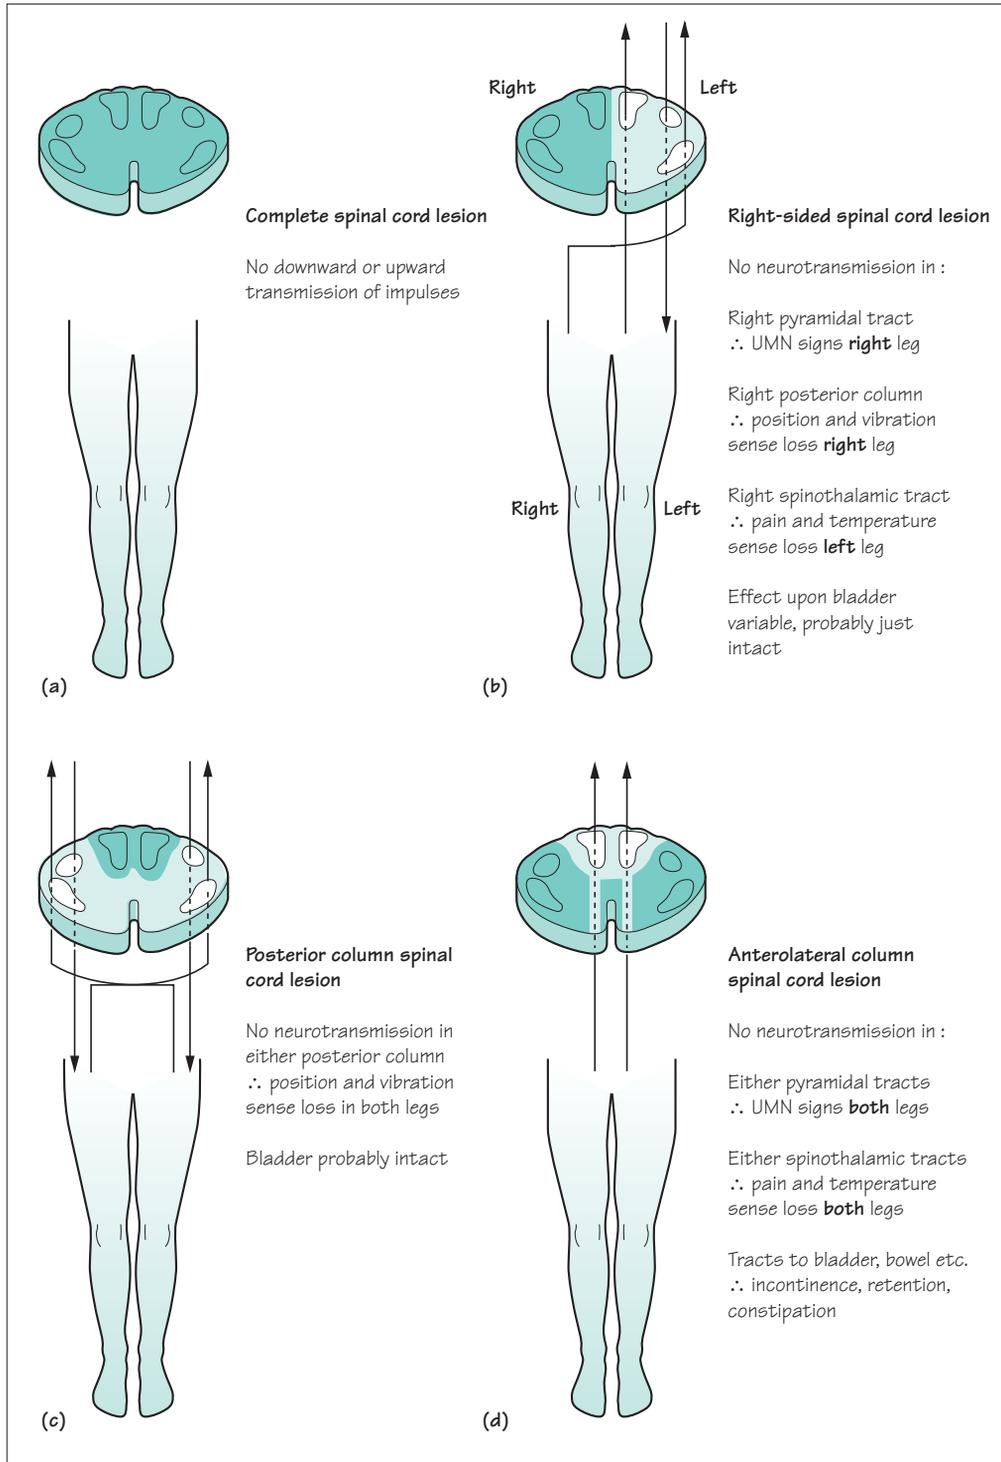 Right
Left
Complete spinal cord lesion
No downward or upward
transmission of impulses
(a)
Right-sided spinal cord lesion
No neurotransmission in :
Right pyramidal tract
∴ UMN signs right leg
Right posterior column
∴ position and vibration
sense loss right leg
Right
Left
Right spinothalamic tract
∴ pain and temperature
sense loss left leg
Effect upon bladder
variable, probably just
intact
(b)
Posterior column spinal
cord lesion
No neurotransmission in
either posterior column
∴ position and vibration
sense loss in both legs
Bladder probably intact
(c)
Anterolateral column
spinal cord lesion
No neurotransmission in :
Either pyramidal tracts
∴ UMN signs both legs
Either spinothalamic tracts
∴ pain and temperature
sense loss both legs
Tracts to bladder, bowel etc.
∴ incontinence, retention,
constipation
(d)